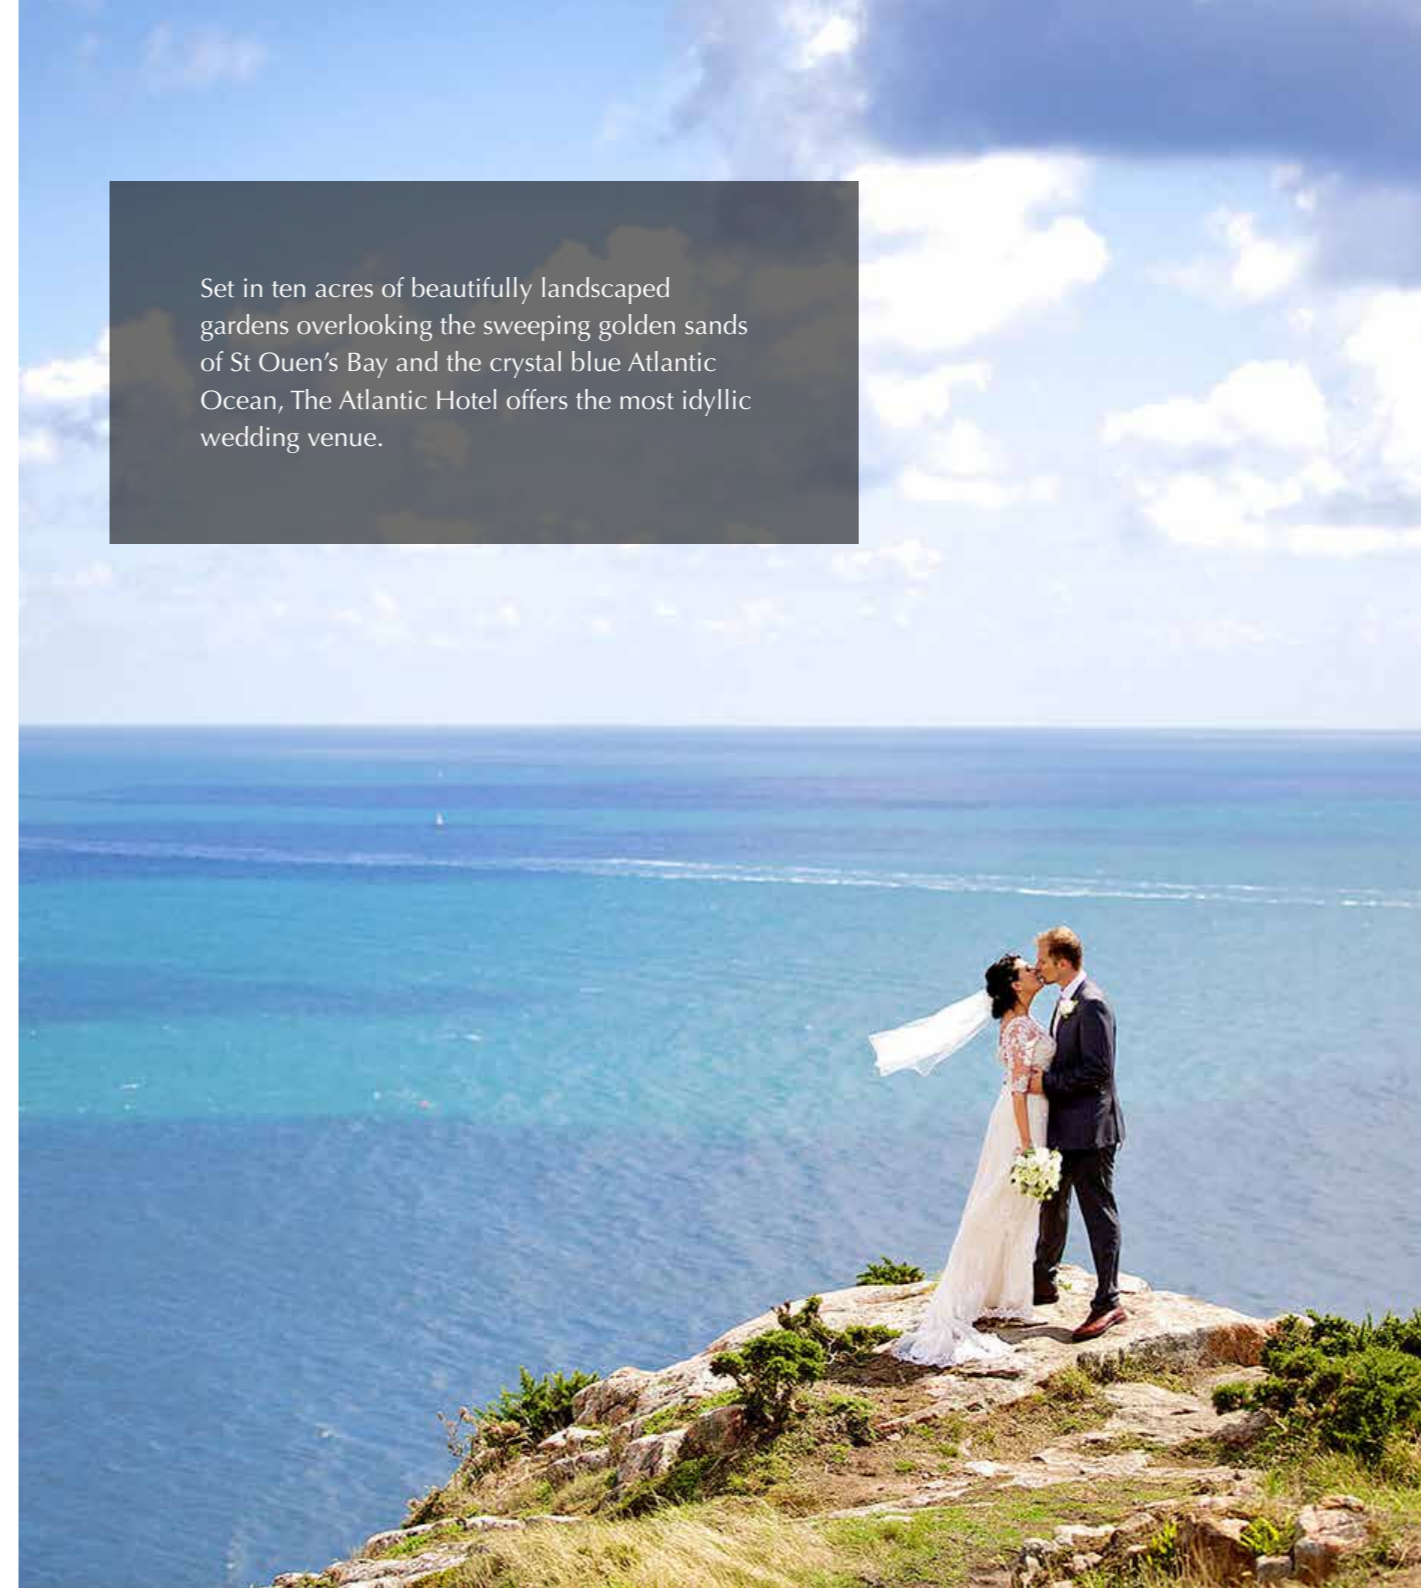 Set in ten acres of beautifully landscaped
gardens overlooking the sweeping golden sands
of St Ouen’s Bay and the crystal blue Atlantic
Ocean, The Atlantic Hotel offers the most idyllic
wedding venue.